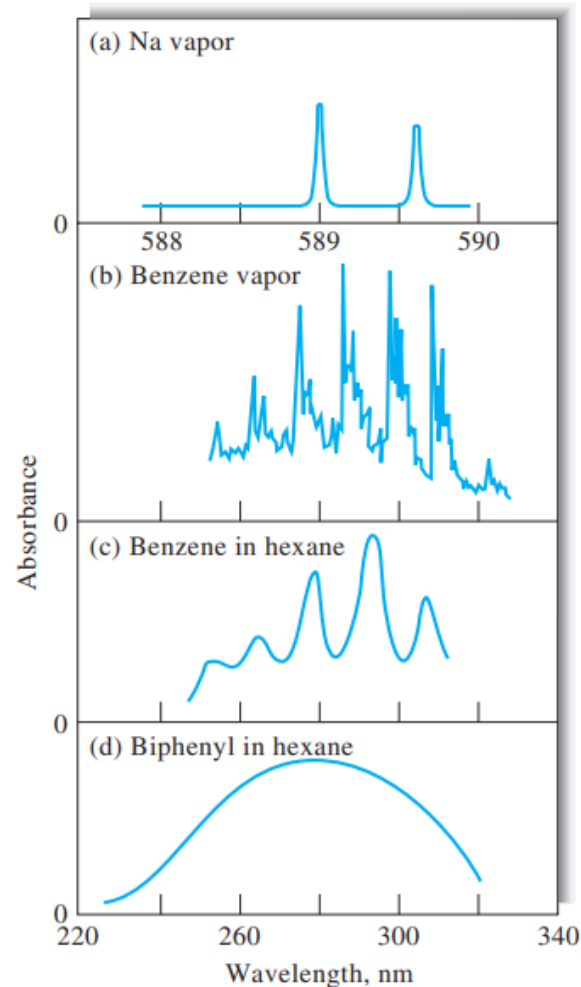 (a) Na vapor
0
588 589 590
(b) Benzene vapor
Absorbance
0
(c) Benzene in hexane
0
(d) Biphenyl in hexane
0
220 260 300 340
Wavelength, nm